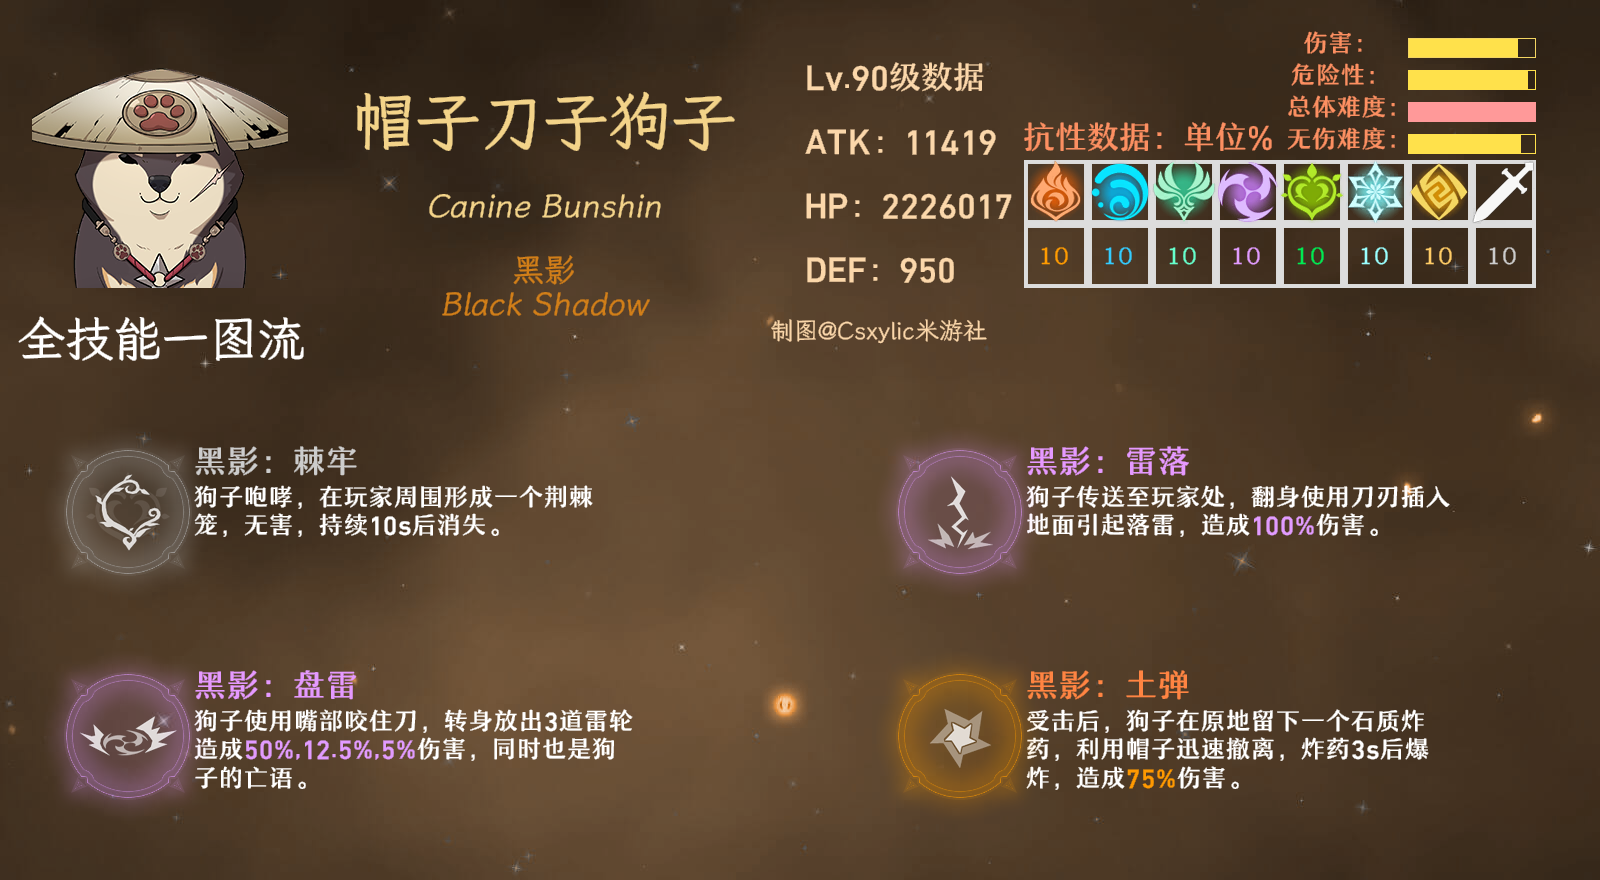 帽子刀子狗子
Canine Bunshin
黑影
Black Shadow
全技能一图流
Lv.90级数据
ATK：11419
HP：2226017
DEF：950
制图@Csxylic米游社
伤害：
危险性：
总体难度：
无伤难度：
抗性数据：单位%
10 10 10 10 10 10 10 10
黑影：棘牢
狗子咆哮，在玩家周围形成一个荆棘
笼，无害，持续10s后消失。
黑影：雷落
狗子传送至玩家处，翻身使用刀刃插入
地面引起落雷，造成100%伤害。
黑影：盘雷
狗子使用嘴部咬住刀，转身放出3道雷轮
造成50%,12.5%,5%伤害，同时也是狗
子的亡语。
黑影：土弹
受击后，狗子在原地留下一个石质炸
药，利用帽子迅速撤离，炸药3s后爆
炸，造成75%伤害。